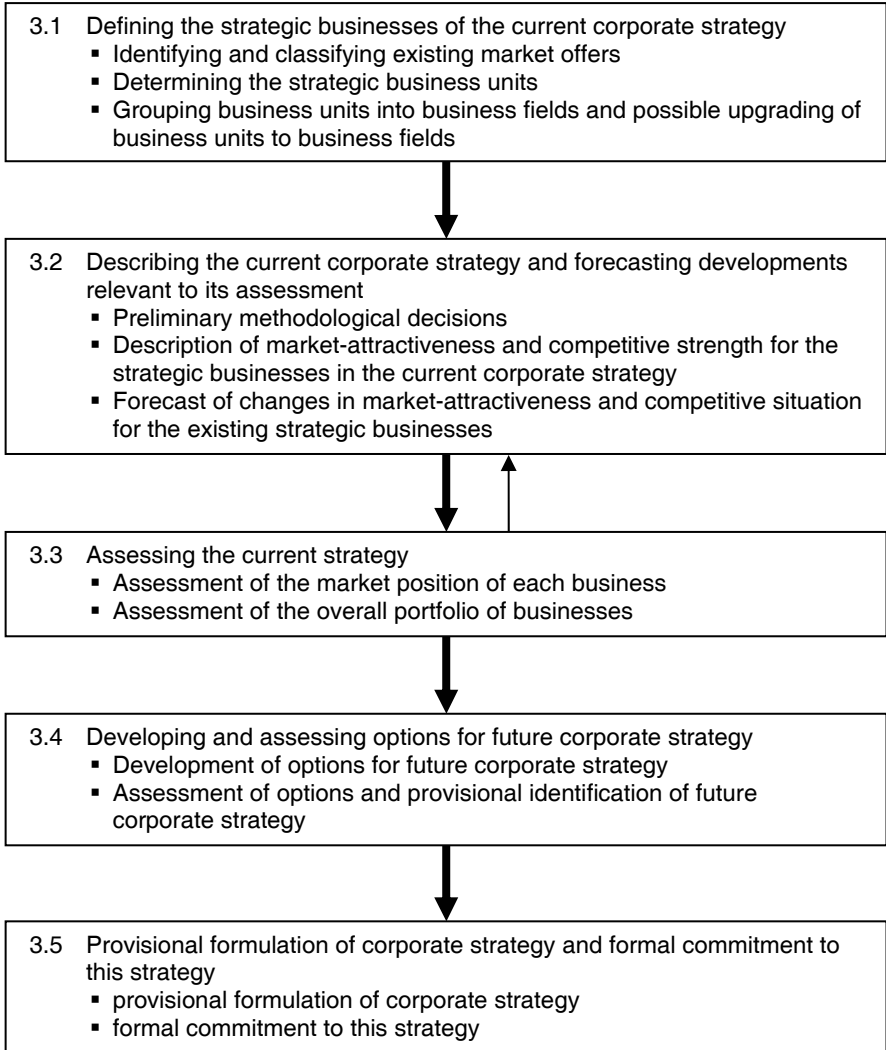 3.1 Defining the strategic businesses of the current corporate strategy
▪ Identifying and classifying existing market offers
▪ Determining the strategic business units
▪ Grouping business units into business fields and possible upgrading of
business units to business fields
3.2 Describing the current corporate strategy and forecasting developments
relevant to its assessment
▪ Preliminary methodological decisions
▪ Description of market-attractiveness and competitive strength for the
strategic businesses in the current corporate strategy
▪ Forecast of changes in market-attractiveness and competitive situation
for the existing strategic businesses
3.3 Assessing the current strategy
▪ Assessment of the market position of each business
▪ Assessment of the overall portfolio of businesses
3.4 Developing and assessing options for future corporate strategy
▪ Development of options for future corporate strategy
▪ Assessment of options and provisional identification of future
corporate strategy
3.5 Provisional formulation of corporate strategy and formal commitment to
this strategy
▪ provisional formulation of corporate strategy
▪ formal commitment to this strategy